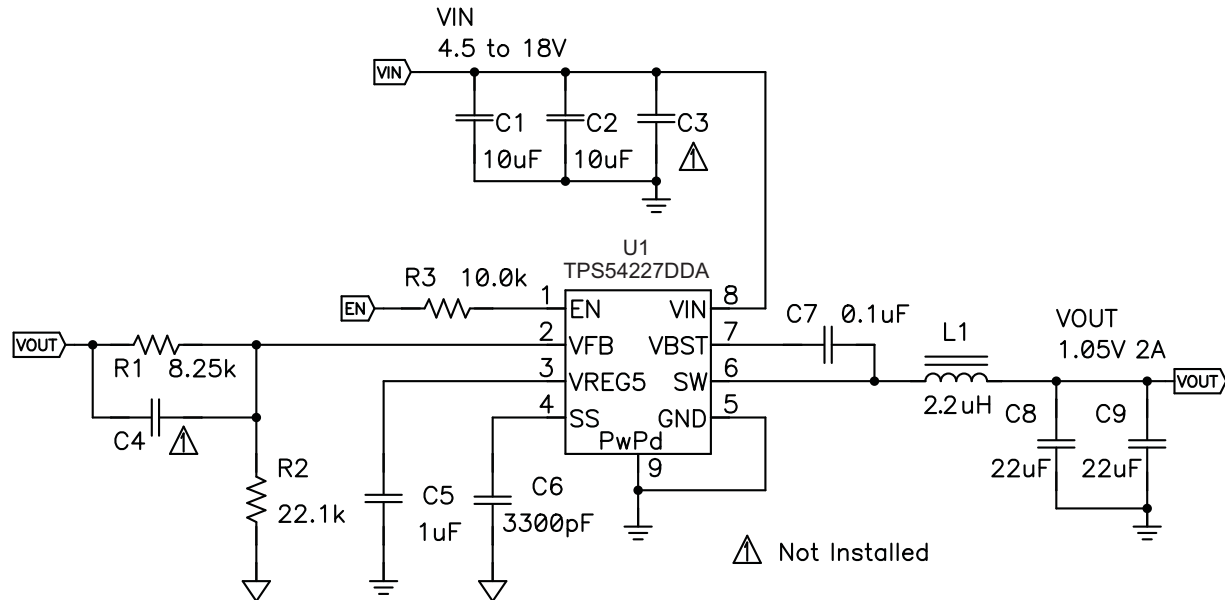 VIN
4.5 to 18V
VIN
C1
C2
C3
10uF
10uF
1
U1
TPS54227DDA
R3 10.0k
EN
1
EN
VIN
8
C7 0.1uF
VOUT
1.05V 2A
L1
VOUT
R1 8.25k
2
VFB
VBST
7
3
VREG5
SW
6
2.2uH
VOUT
C4
1
4
SS
GND
5
PwPd
9
C8
C9
22uF
22uF
R2
22.1k
C5
1uF
C6
3300pF
1 Not Installed